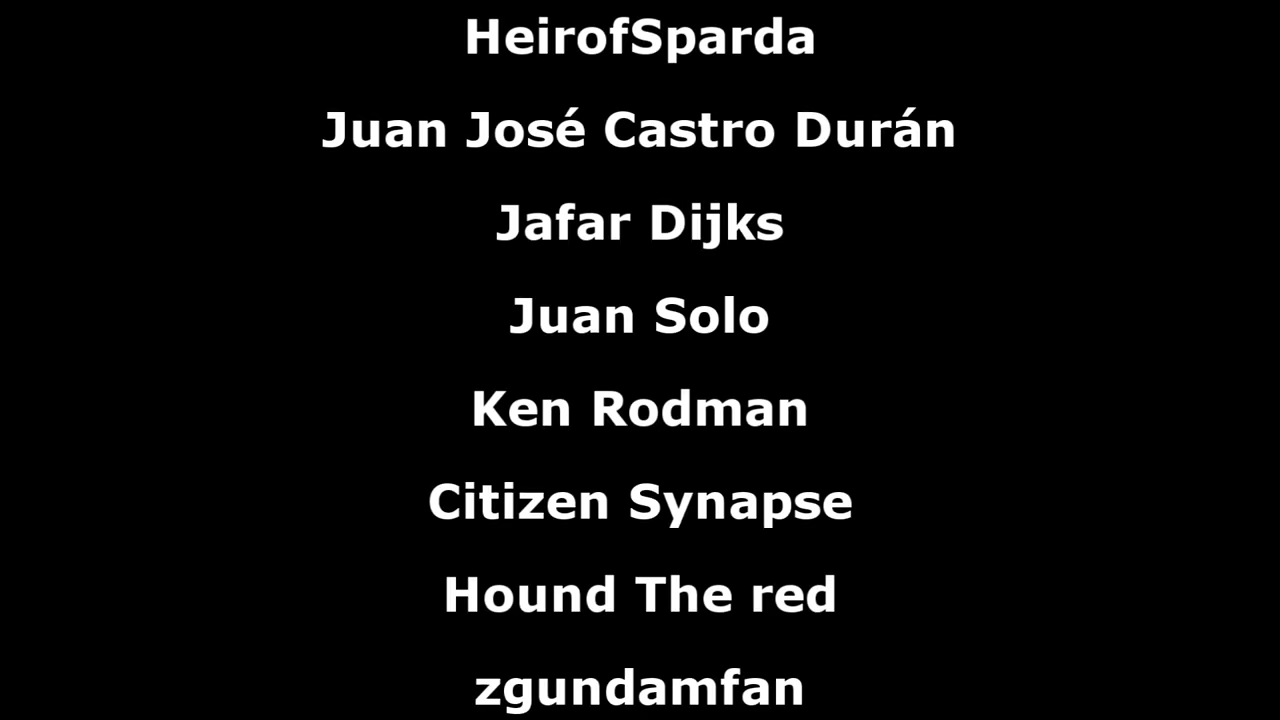 HeirofSparda
Juan José Castro Durán
Jafar Dijks
Juan Solo
Ken Rodman
Citizen Synapse
Hound The red
zgundamfan